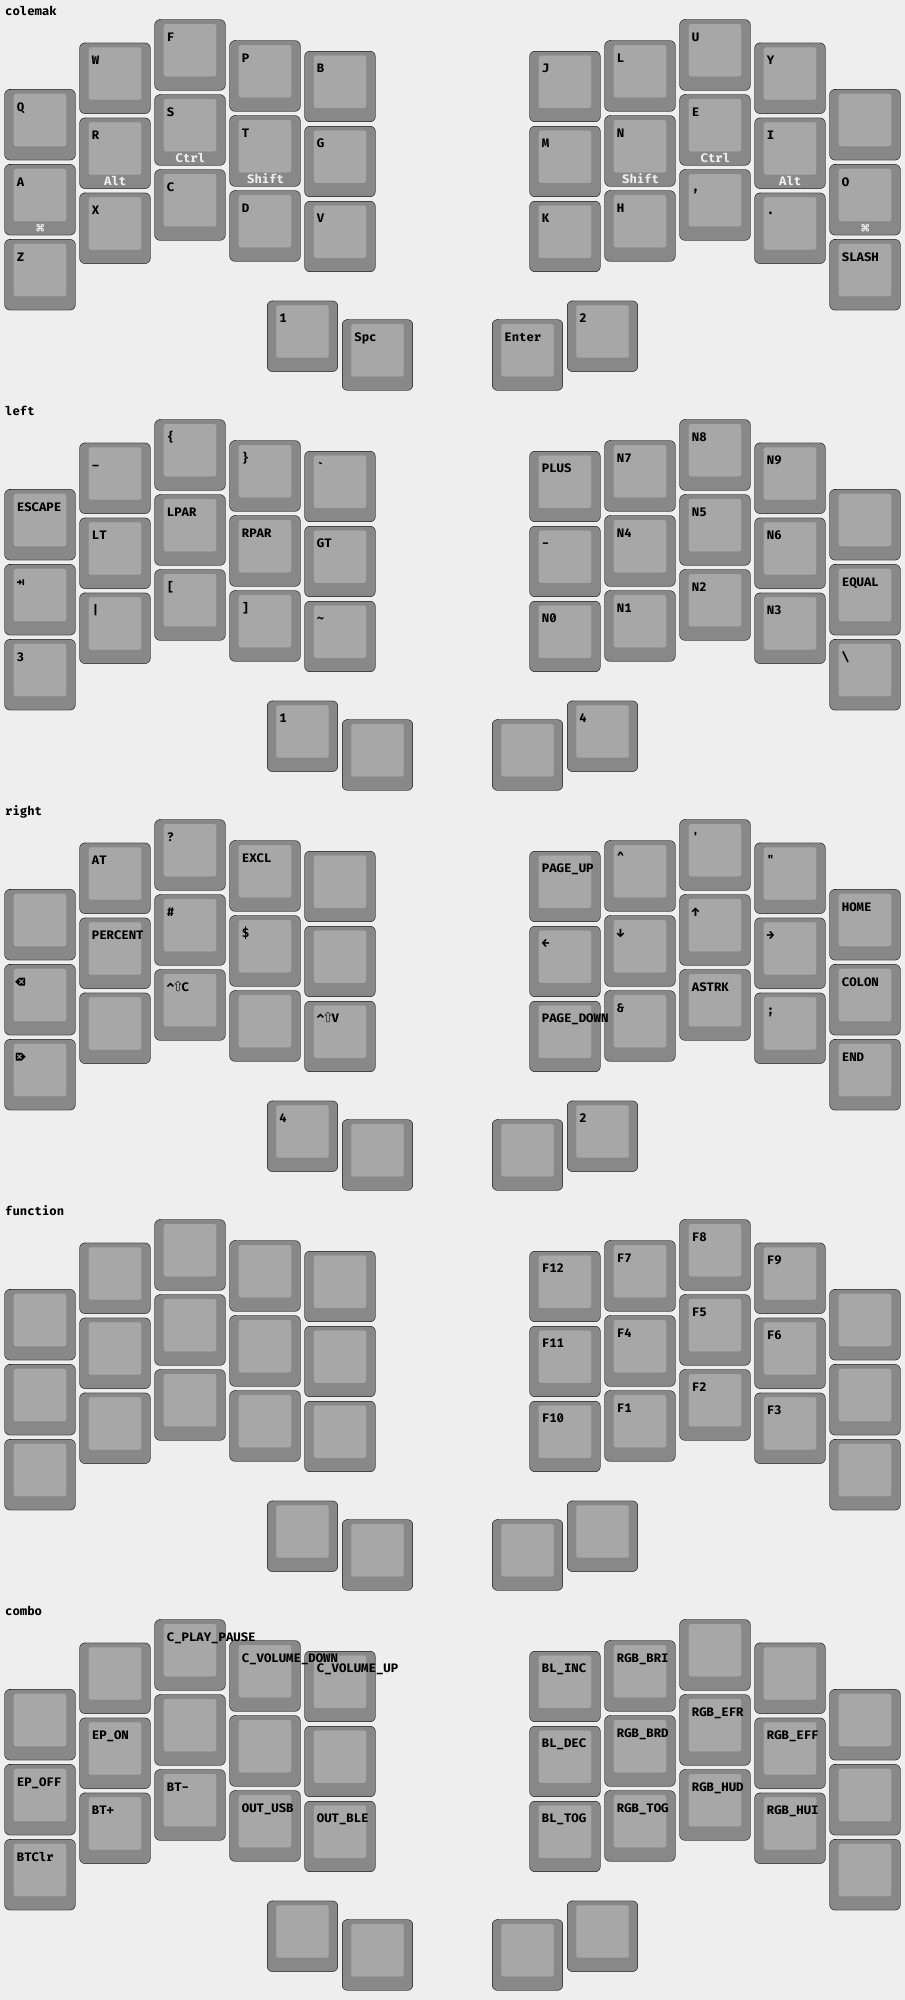 colemak
Q W F P B J L U Y
A R S T G M N E I O
⌘ Alt Ctrl Shift Shift Ctrl Alt ⌘
Z X C D V K H , . SLASH
1 Spc Enter 2
left
ESCAPE _ { } ` PLUS N7 N8 N9
⇥ LT LPAR RPAR GT - N4 N5 N6 EQUAL
3 | [ ] ~ N0 N1 N2 N3 \
1 4
right
AT ? EXCL PAGE_UP ^ ' " HOME
⌫ PERCENT # $ ← ↓ ↑ → COLON
⌦ ^⇧C ^⇧V PAGE_DOWN & ASTRK ; END
4 2
function
F12 F7 F8 F9
F11 F4 F5 F6
F10 F1 F2 F3
combo
C_PLAY_PAUSE C_VOLUME_DOWN C_VOLUME_UP BL_INC RGB_BRI
EP_OFF EP_ON BL_DEC RGB_BRD RGB_EFR RGB_EFF
BTClr BT+ BT- OUT_USB OUT_BLE BL_TOG RGB_TOG RGB_HUD RGB_HUI